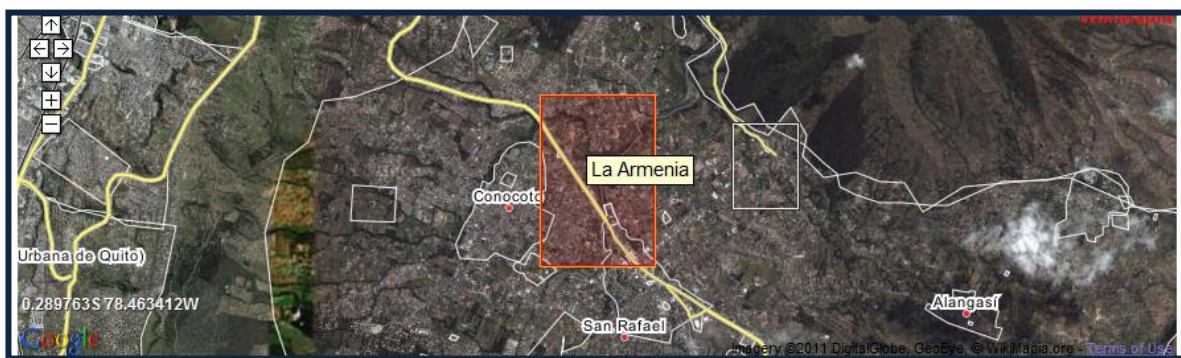 WikiMapia
La Armenia
Conocoto
Urbana de Quito)
0.289763S 78.463412W
Alangasí
San Rafael
Google
Imagery ©2011 DigitalGlobe, GeoEye, © WikiMapia.org - Terms of Use